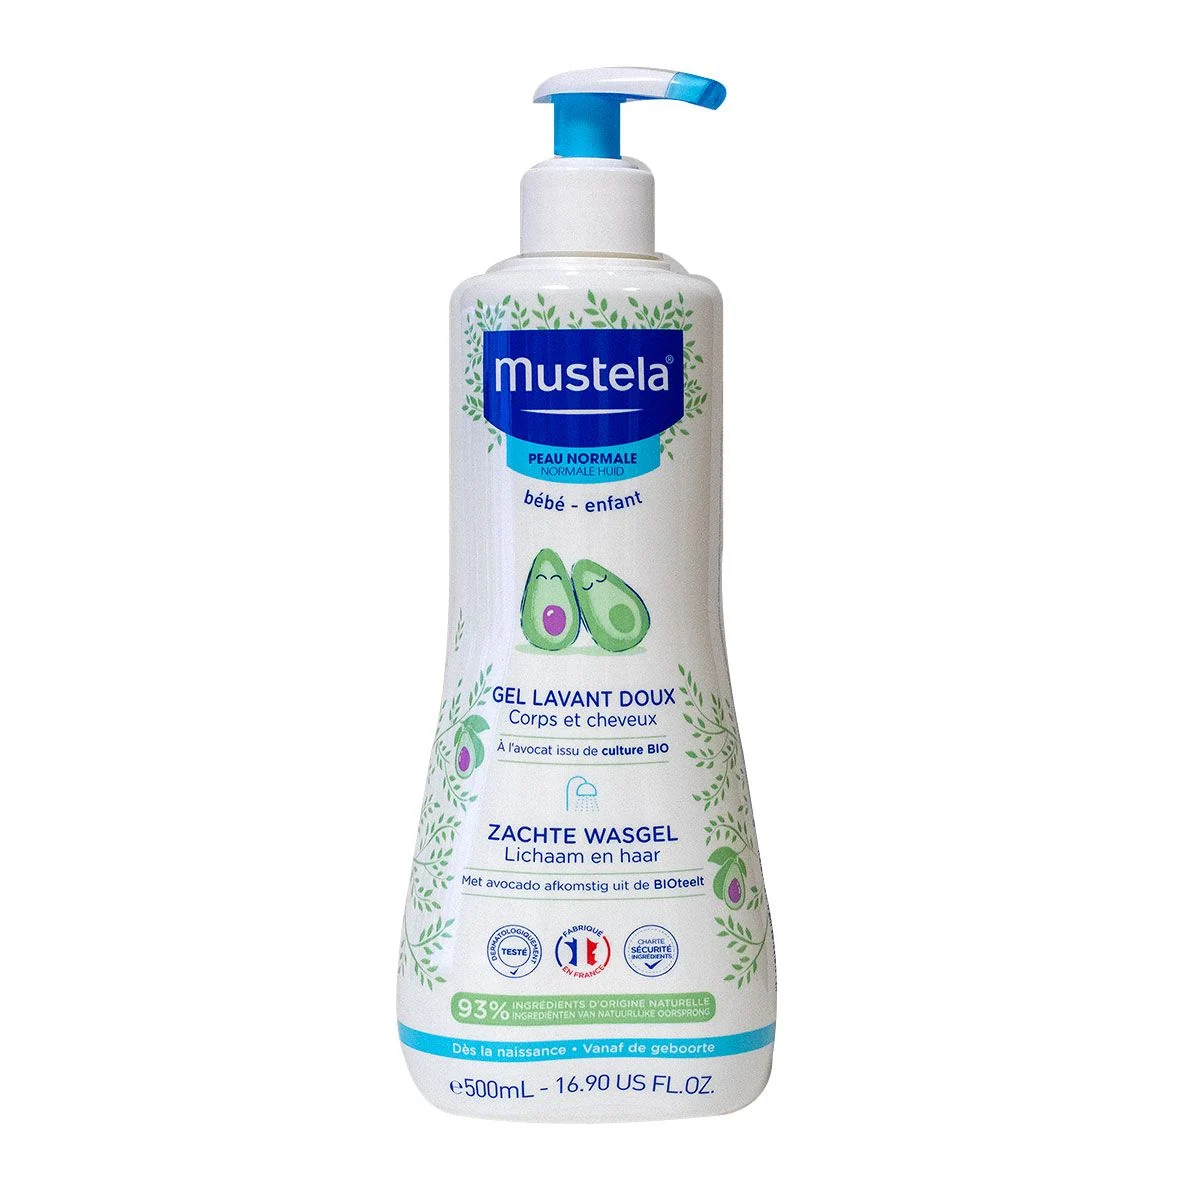 mustela®
PEAU NORMALE
NORMALE HUID
bébé - enfant
GEL LAVANT DOUX
Corps et cheveux
À l'avocat issu de culture BIO
ZACHTE WASGEL
Lichaam en haar
Met avocado afkomstig uit de BIOteelt
DERMATOLOGIQUEMENT
TESTÉ
FABRIQUÉ
EN FRANCE
CHARTE
SÉCURITÉ
INGRÉDIENTS
93% INGRÉDIENTS D'ORIGINE NATURELLE
INGREDIËNTEN VAN NATUURLIJKE OORSPRONG
Dès la naissance • Vanaf de geboorte
℮500mL - 16.90 US FL.OZ.